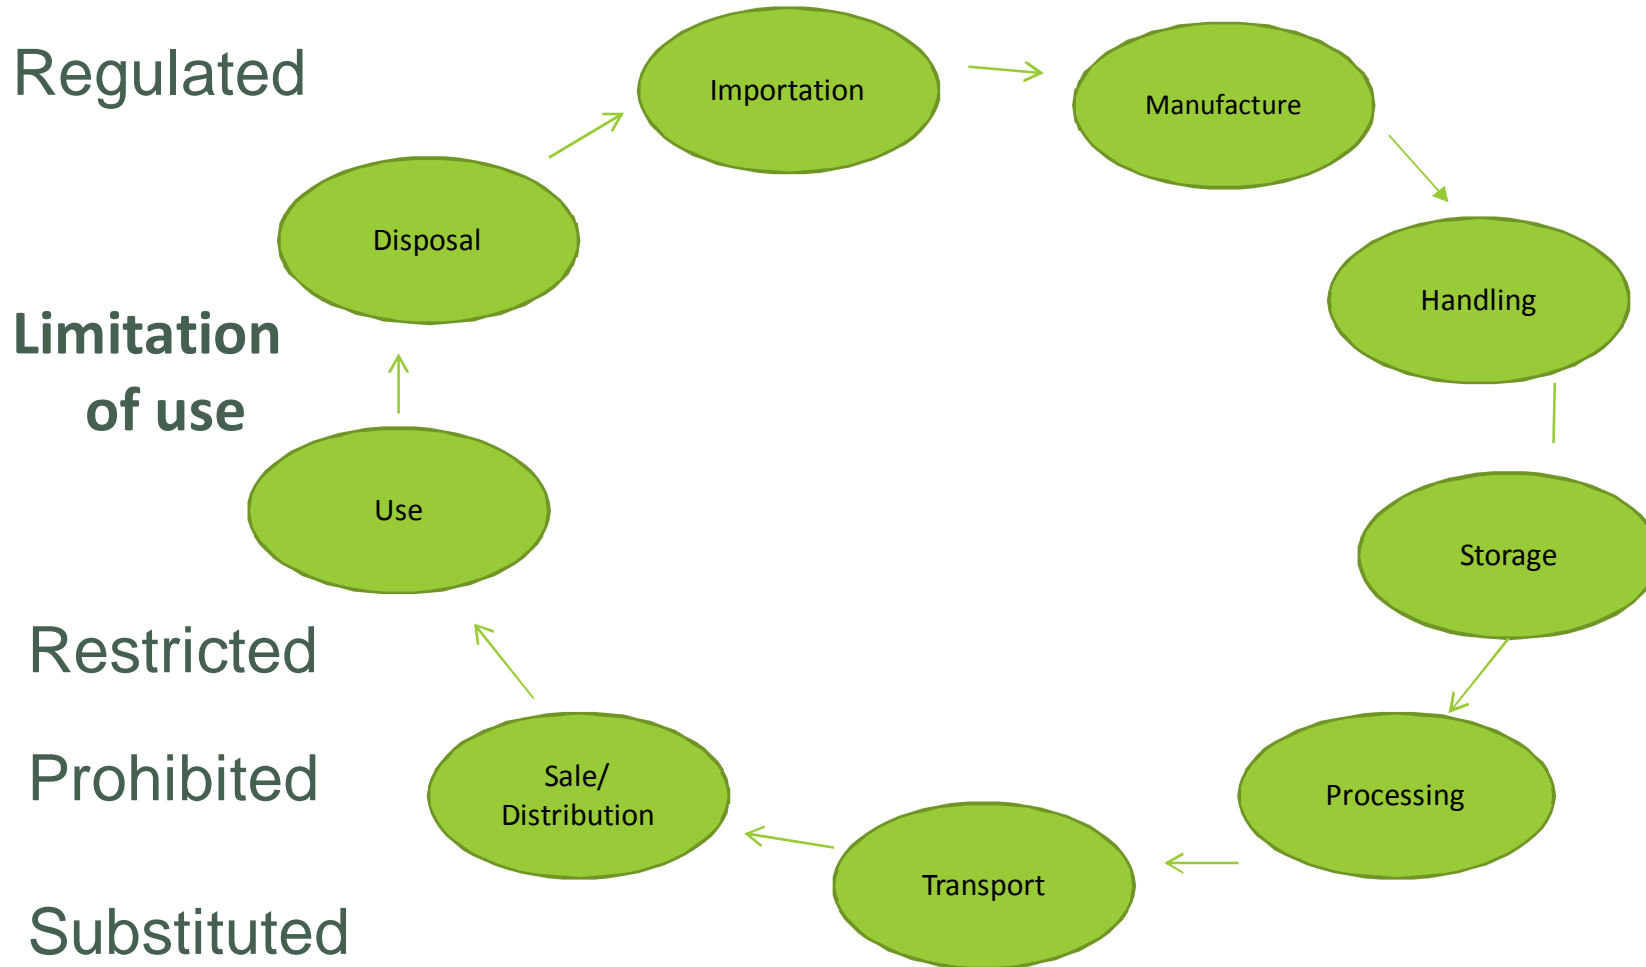 Regulated
Importation
Manufacture
Disposal
Handling
Limitation
of use
Use
Storage
Restricted
Prohibited
Sale/
Distribution
Processing
Transport
Substituted